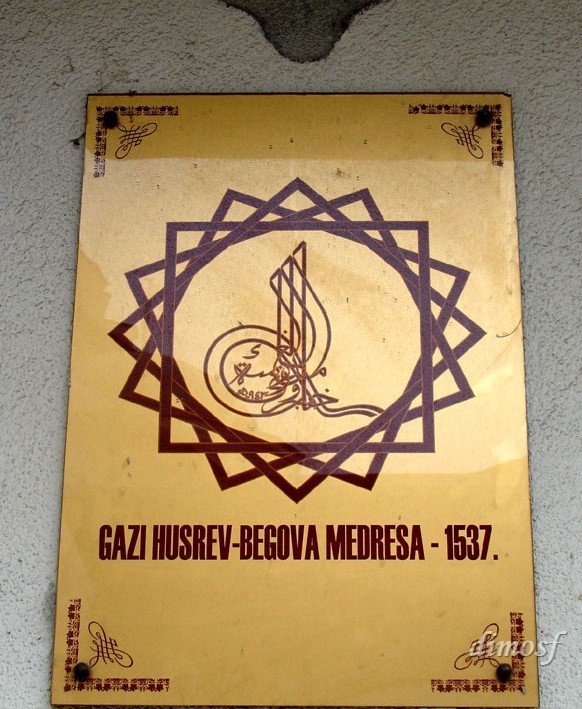 GAZI HUSREV-BEGOVA MEDRESA - 1537.
dimosf